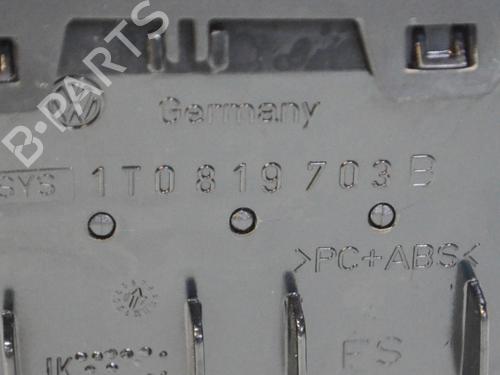 Germany
SYS 1T0 819 703 B
>PC+ABS<
ES
B-PARTS